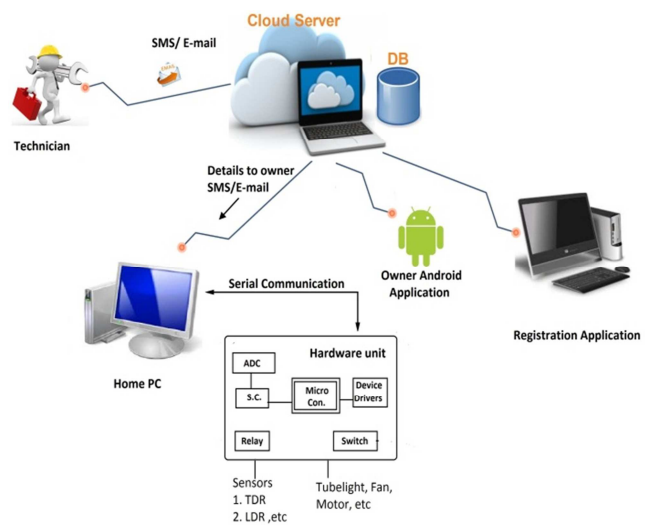 Cloud Server
SMS/ E-mail
DB
Technician
Details to owner
SMS/E-mail
Owner Android
Application
Serial Communication
Registration Application
Home PC
Hardware unit
ADC
S.C.
Micro
Con.
Device
Drivers
Relay
Switch
Sensors
1. TDR
2. LDR ,etc
Tubelight, Fan,
Motor, etc